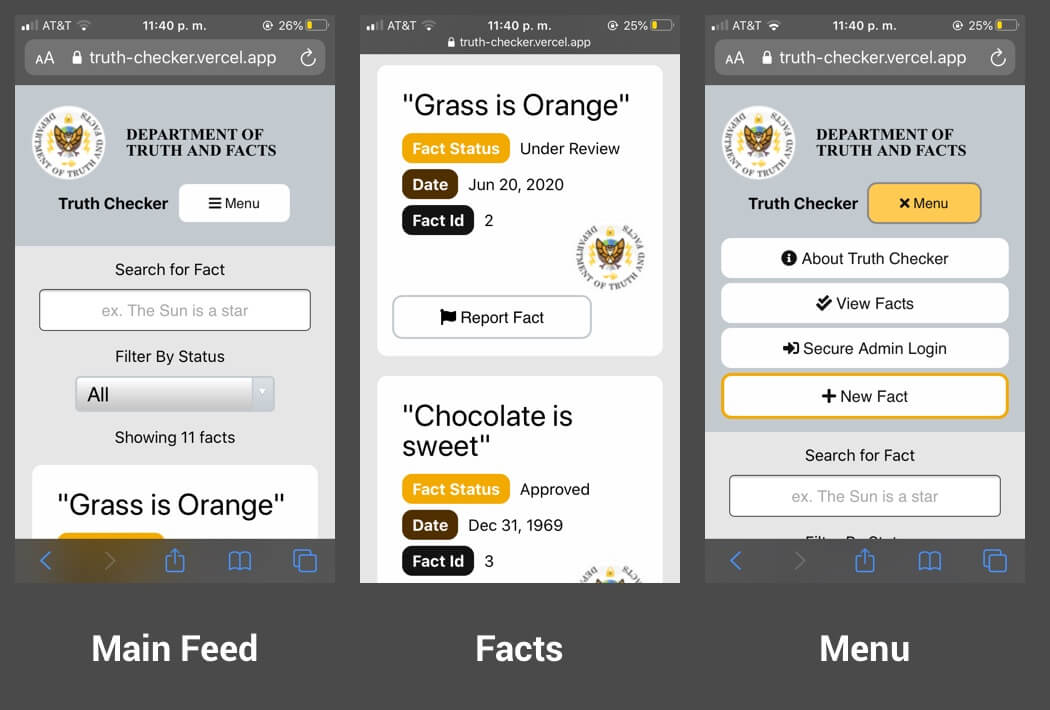 AT&T 11:40 p. m. 26%
AA truth-checker.vercel.app
DEPARTMENT OF TRUTH AND FACTS
DEPARTMENT OF
TRUTH AND FACTS
Truth Checker
Menu
Search for Fact
ex. The Sun is a star
Filter By Status
All
Showing 11 facts
"Grass is Orange"
Main Feed
AT&T 11:40 p. m. 25%
truth-checker.vercel.app
"Grass is Orange"
Fact Status Under Review
Date Jun 20, 2020
Fact Id 2
DEPARTMENT OF TRUTH AND FACTS
Report Fact
"Chocolate is
sweet"
Fact Status Approved
Date Dec 31, 1969
Fact Id 3
Facts
AT&T 11:40 p. m. 25%
AA truth-checker.vercel.app
DEPARTMENT OF TRUTH AND FACTS
DEPARTMENT OF
TRUTH AND FACTS
Truth Checker
Menu
About Truth Checker
View Facts
Secure Admin Login
New Fact
Search for Fact
ex. The Sun is a star
Menu